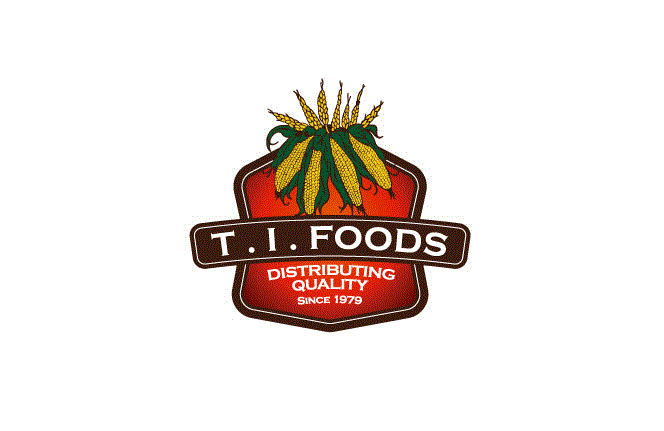 T . I . FOODS
DISTRIBUTING
QUALITY
SINCE 1979